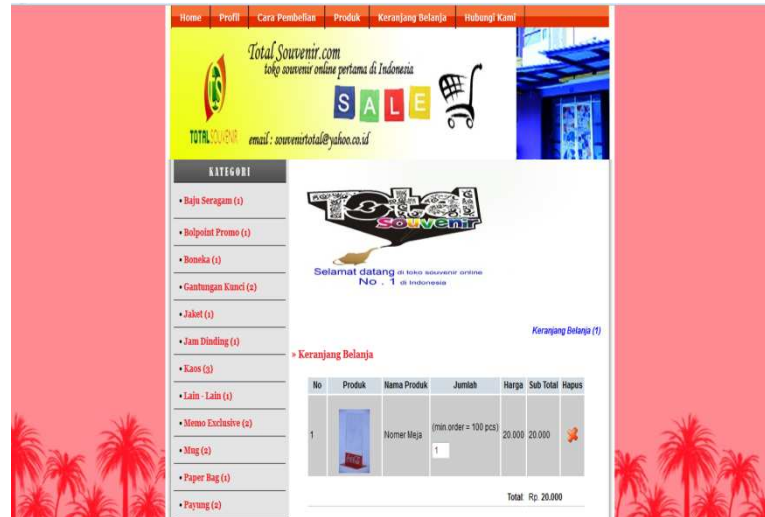 Home Profil Cara Pembelian Produk Keranjang Belanja Hubungi Kami
Total Souvenir.com
toko souvenir online pertama di Indonesia
SALE
TOTALSOUVENIR
email : souvenirtotal@yahoo.co.id
KATEGORI
• Baju Seragam (1)
• Bolpoint Promo (1)
• Boneka (1)
• Gantungan Kunci (2)
• Jaket (1)
• Jam Dinding (1)
• Kaos (3)
• Lain - Lain (1)
• Memo Exclusive (2)
• Mug (2)
• Paper Bag (1)
• Payung (2)
Total
souvenir
Selamat datang di toko souvenir online
No . 1 di Indonesia
Keranjang Belanja (1)
» Keranjang Belanja
No Produk Nama Produk Jumlah Harga Sub Total Hapus
1 Nomer Meja (min.order = 100 pcs) 20.000 20.000
1
Total: Rp. 20.000